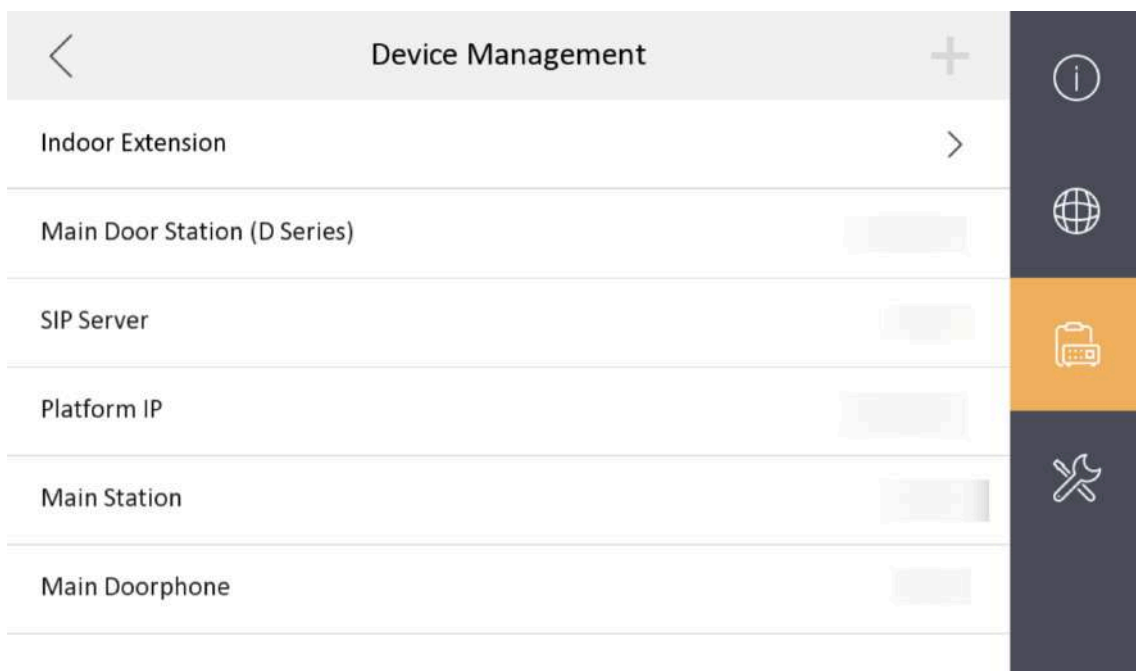 Device Management
Indoor Extension
Main Door Station (D Series)
SIP Server
Platform IP
Main Station
Main Doorphone